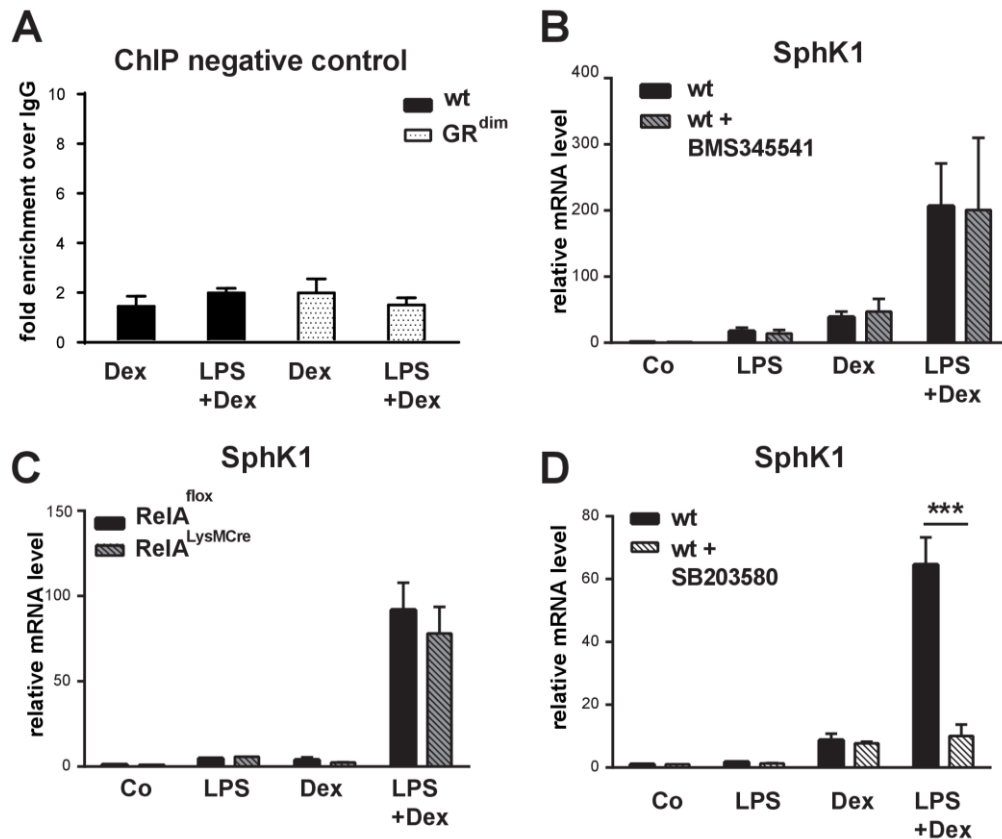 A
ChIP negative control
fold enrichment over IgG
10
8
6
4
2
0
wt
GR^dim
Dex
LPS
+Dex
Dex
LPS
+Dex
B
SphK1
relative mRNA level
400
300
200
100
0
wt
wt +
BMS345541
Co
LPS
Dex
LPS
+Dex
C
SphK1
relative mRNA level
150
100
50
0
RelA^flox
RelA^LysMCre
Co
LPS
Dex
LPS
+Dex
D
SphK1
relative mRNA level
80
60
40
20
0
wt
wt +
SB203580
***
Co
LPS
Dex
LPS
+Dex